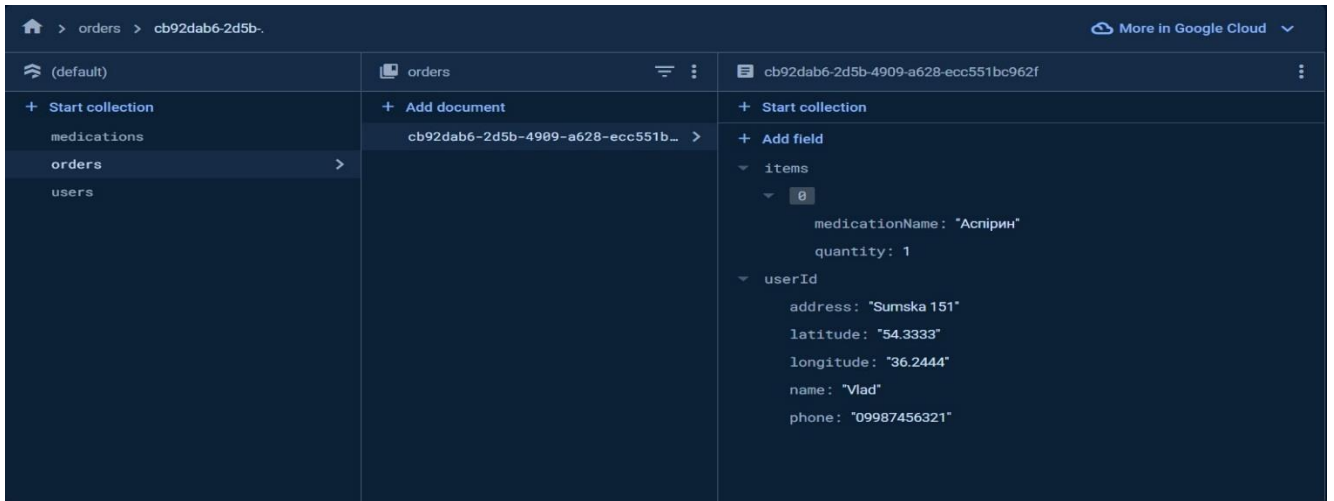 > orders > cb92dab6-2d5b-.
More in Google Cloud
(default)
+ Start collection
medications
orders >
users
orders
+ Add document
cb92dab6-2d5b-4909-a628-ecc551b… >
cb92dab6-2d5b-4909-a628-ecc551bc962f
+ Start collection
+ Add field
items
0
medicationName: "Аспірин"
quantity: 1
userId
address: "Sumska 151"
latitude: "54.3333"
longitude: "36.2444"
name: "Vlad"
phone: "09987456321"